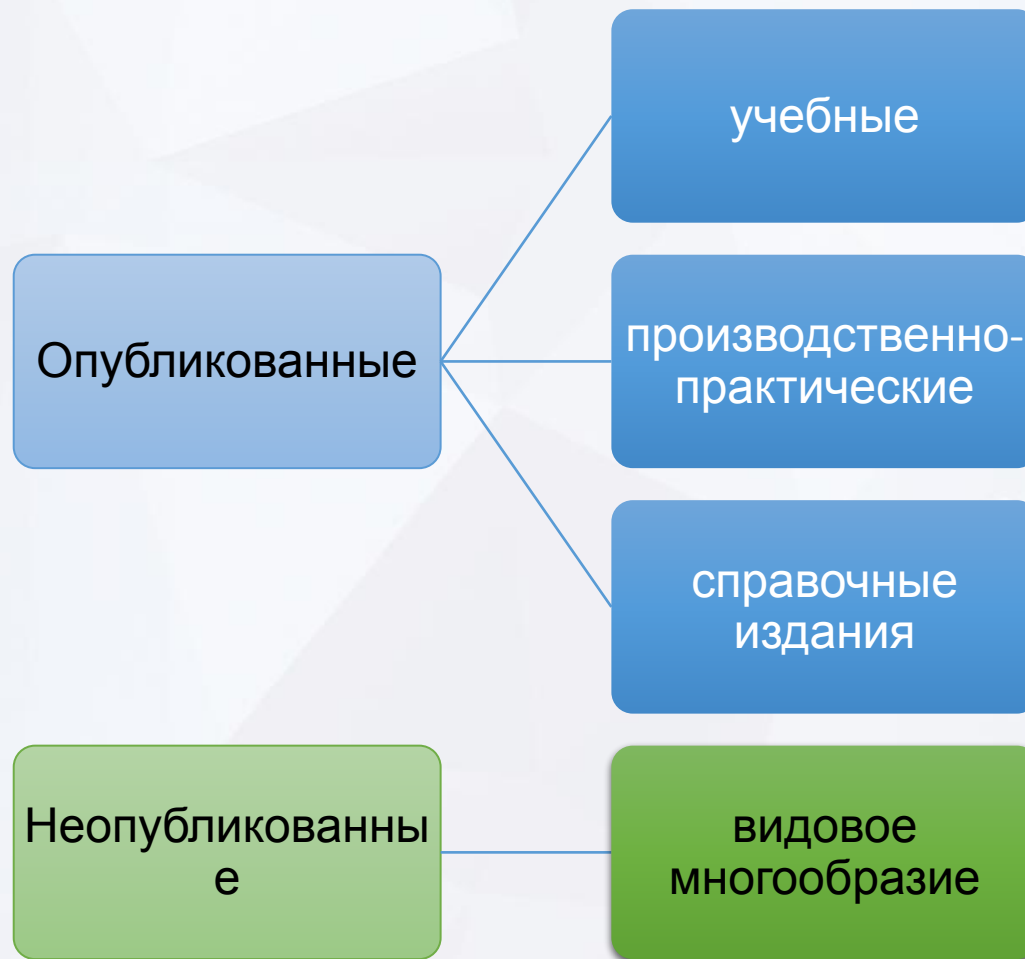 учебные
Опубликованные
производственно-
практические
справочные
издания
Неопубликованны
е
видовое
многообразие